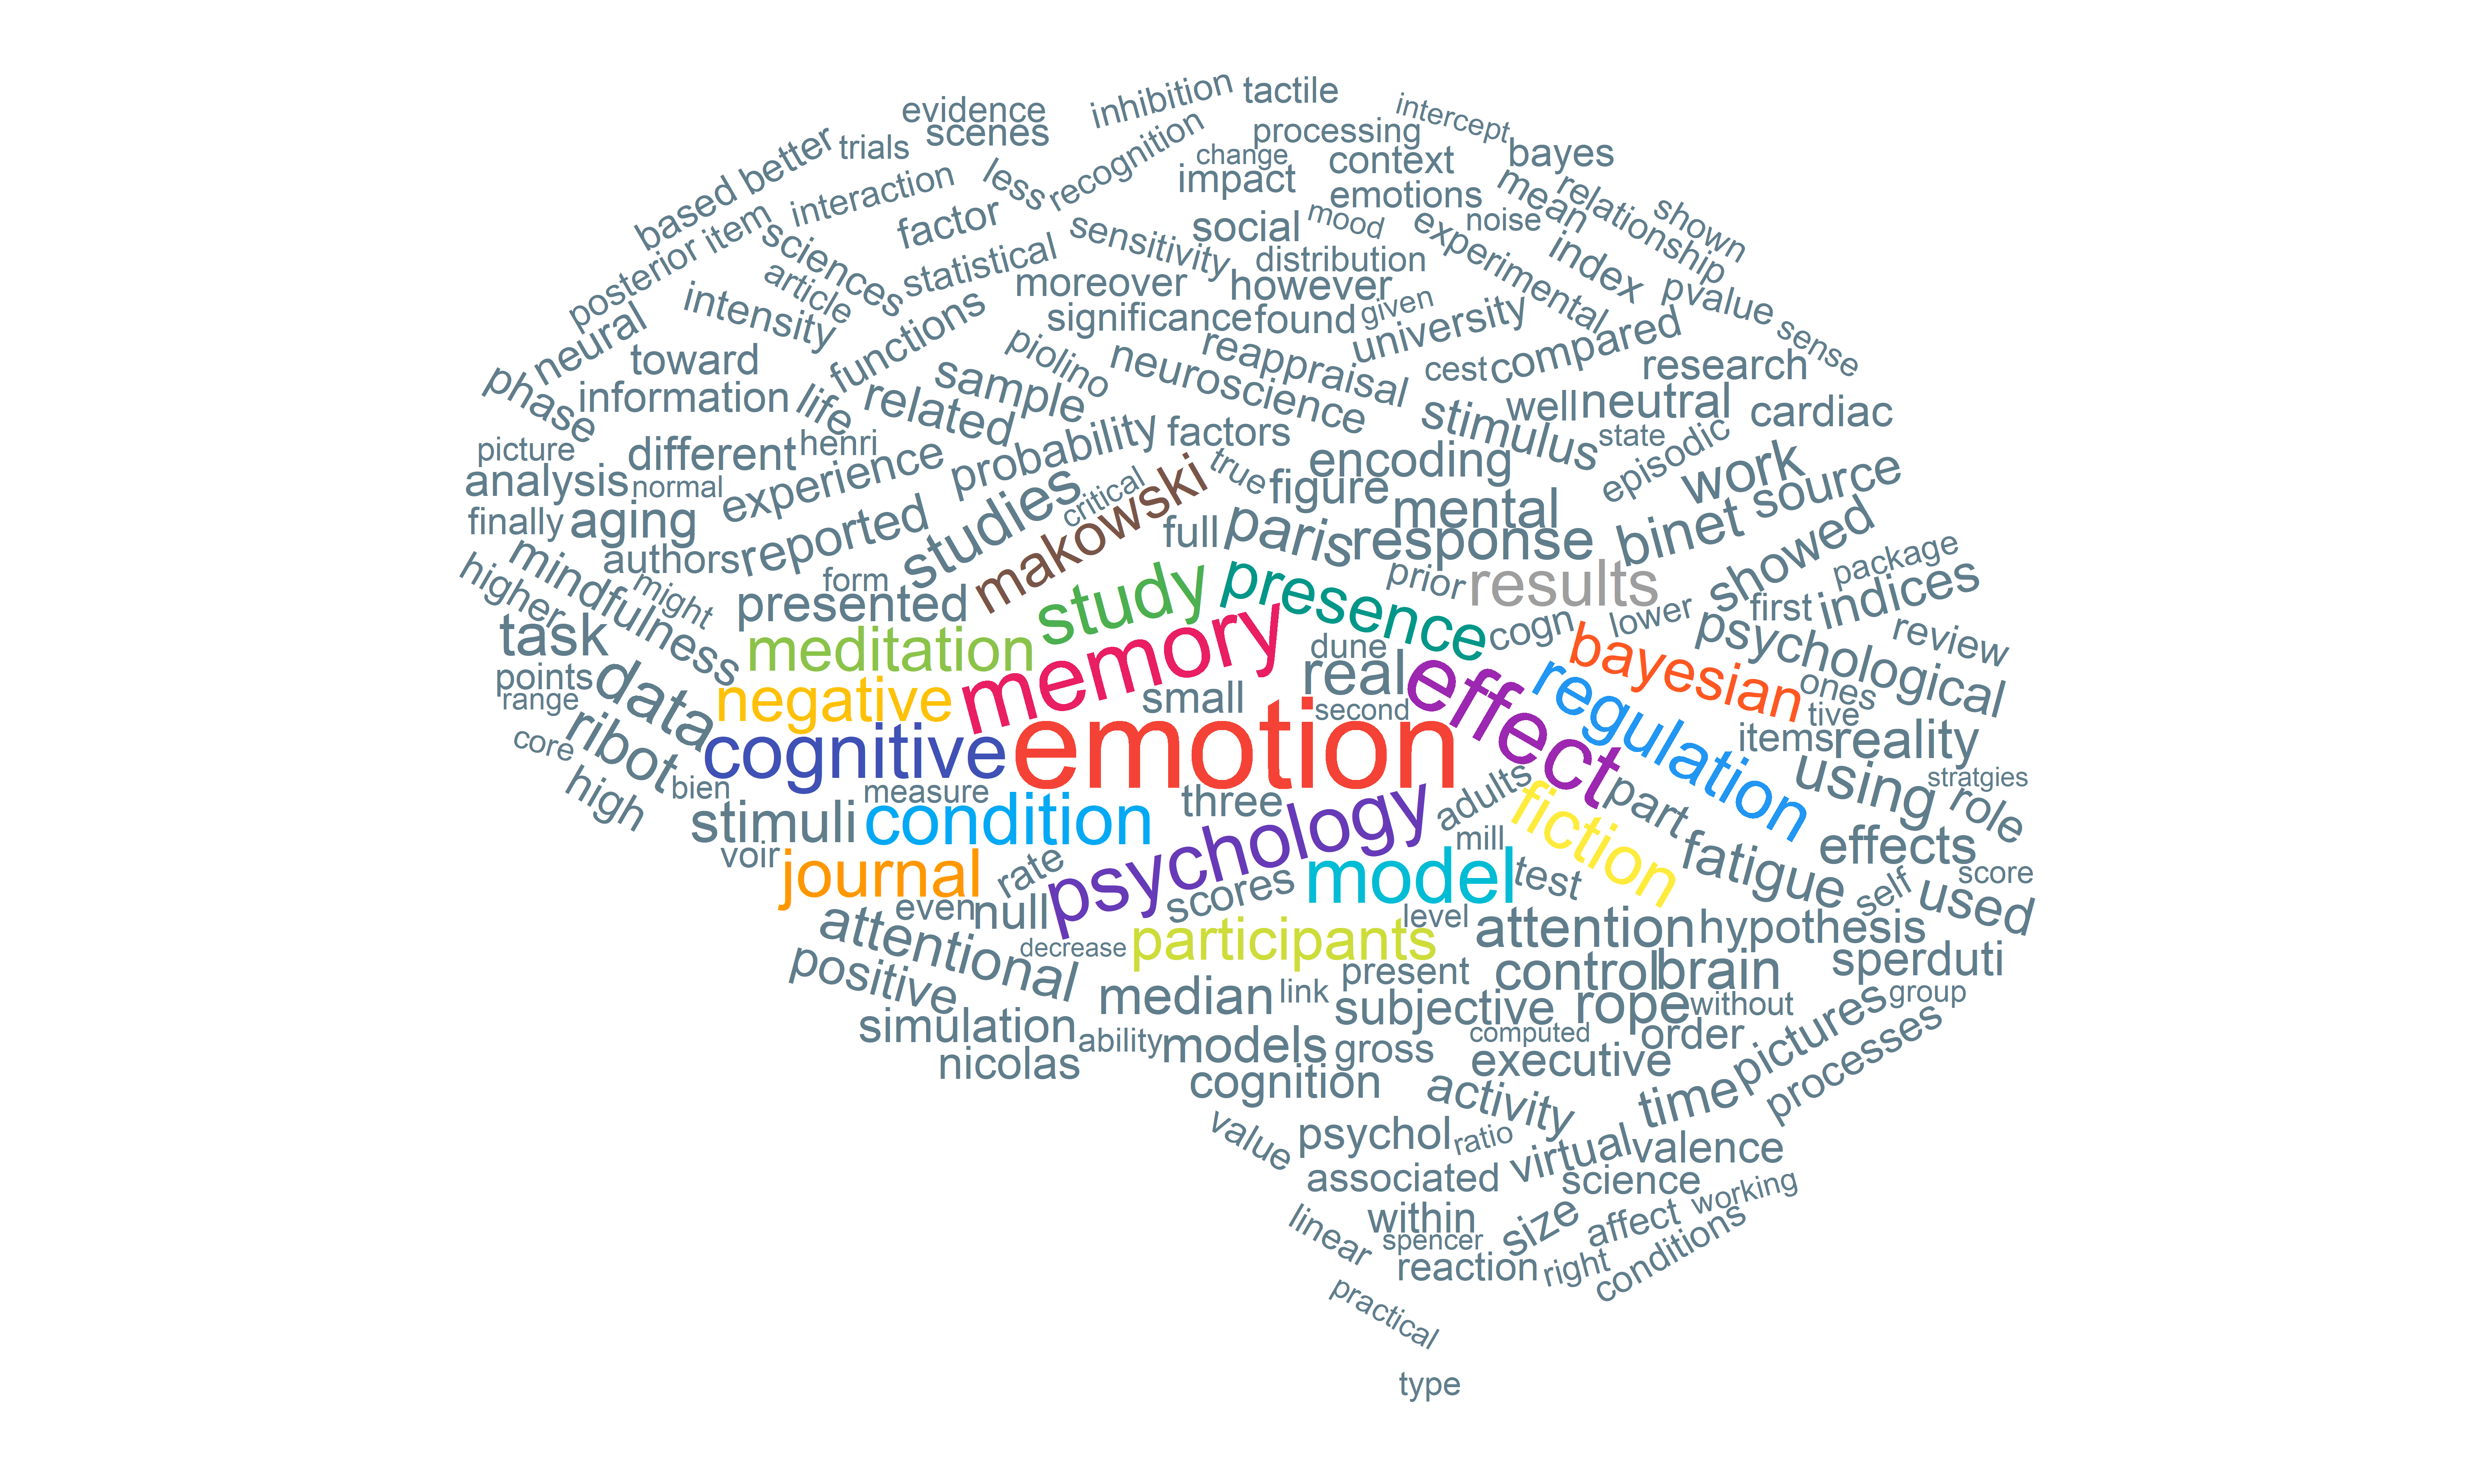 evidence
inhibition
tactile
intercept
scenes
trials
better
based
processing
recognition
change
context
bayes
impact
less
interaction
emotions
mean
relationship
shown
item
posterior
factor
social
mood
noise
experimental
sciences
sensitivity
statistical
distribution
index
article
moreover
however
given
pvalue
intensity
significance
found
university
sense
neural
functions
piolino
reappraisal
compared
toward
neuroscience
cest
research
phase
information
life
related
sample
stimulus
well
neutral
cardiac
picture
different
henri
probability
factors
state
episodic
analysis
normal
experience
critical
true
encoding
work
source
finally
aging
studies
makowski
figure
mental
authors
reported
full
paris
response
binet
showed
package
higher
mindfulness
might
form
presented
study
presence
prior
results
lower
first
indices
task
meditation
memory
dune
cogn
bayesian
psychological
review
points
range
data
negative
small
real
second
effect
regulation
ones
tive
core
ribot
cognitive
emotion
items
reality
high
bien
measure
three
adults
part
using
stratgies
role
stimuli
condition
psychology
mill
fiction
effects
voir
journal
rate
scores
model
test
fatigue
self
score
used
even
null
level
attentional
decrease
participants
attention
hypothesis
positive
present
control
brain
sperduti
median
link
subjective
rope
without
group
simulation
ability
models
gross
computed
order
pictures
nicolas
executive
processes
cognition
activity
time
value
psychol
ratio
virtual
valence
associated
science
working
within
size
affect
linear
spencer
conditions
reaction
right
practical
type